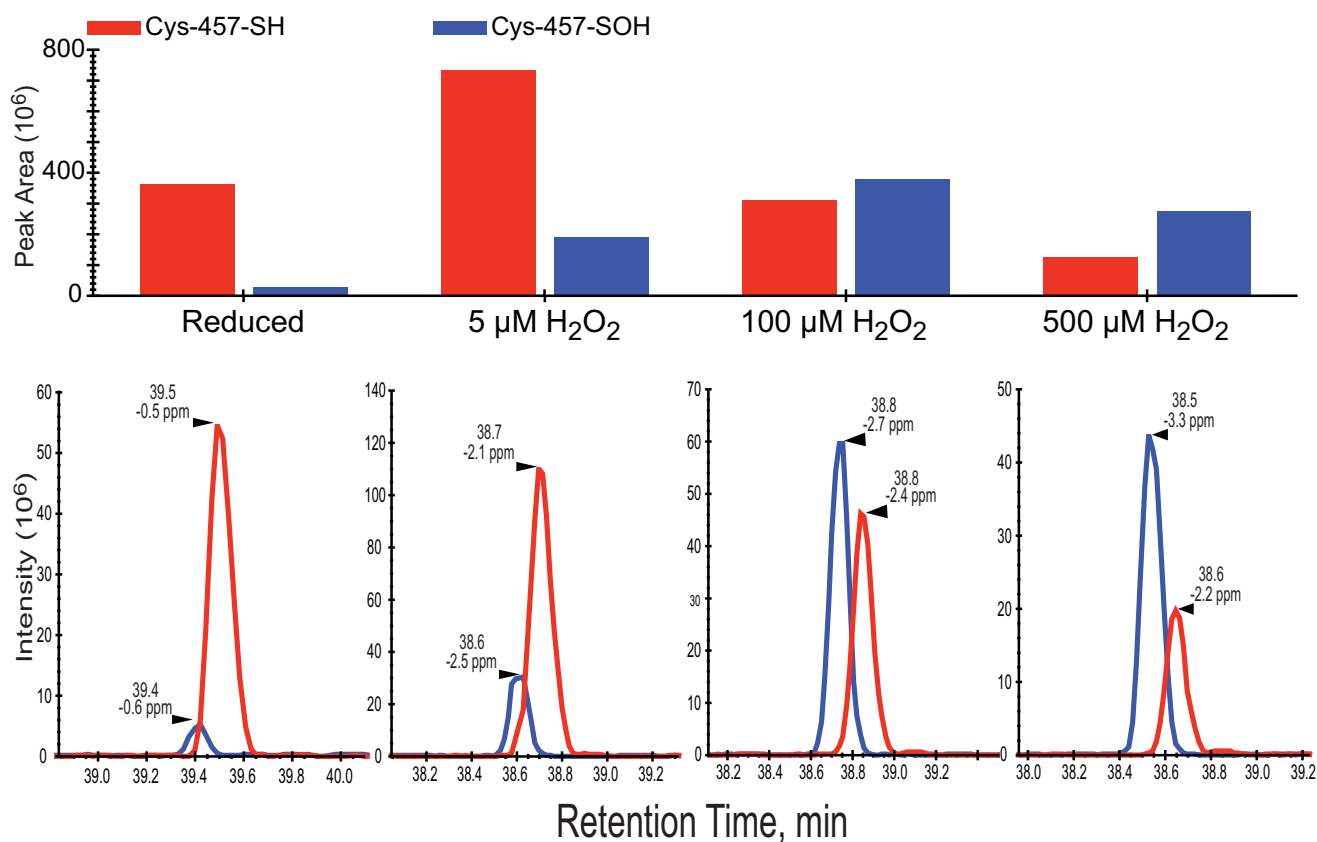 Cys-457-SH Cys-457-SOH
Peak Area (10⁶)
800
400
0
Reduced 5 µM H₂O₂ 100 µM H₂O₂ 500 µM H₂O₂
Intensity (10⁶)
60
50
40
30
20
10
0
39.5
-0.5 ppm
39.4
-0.6 ppm
39.0 39.2 39.4 39.6 39.8 40.0
140
120
100
80
60
40
20
0
38.7
-2.1 ppm
38.6
-2.5 ppm
38.2 38.4 38.6 38.8 39.0 39.2
70
60
50
40
30
20
10
0
38.8
-2.7 ppm
38.8
-2.4 ppm
38.2 38.4 38.6 38.8 39.0 39.2
50
40
30
20
10
0
38.5
-3.3 ppm
38.6
-2.2 ppm
38.0 38.2 38.4 38.6 38.8 39.0 39.2
Retention Time, min